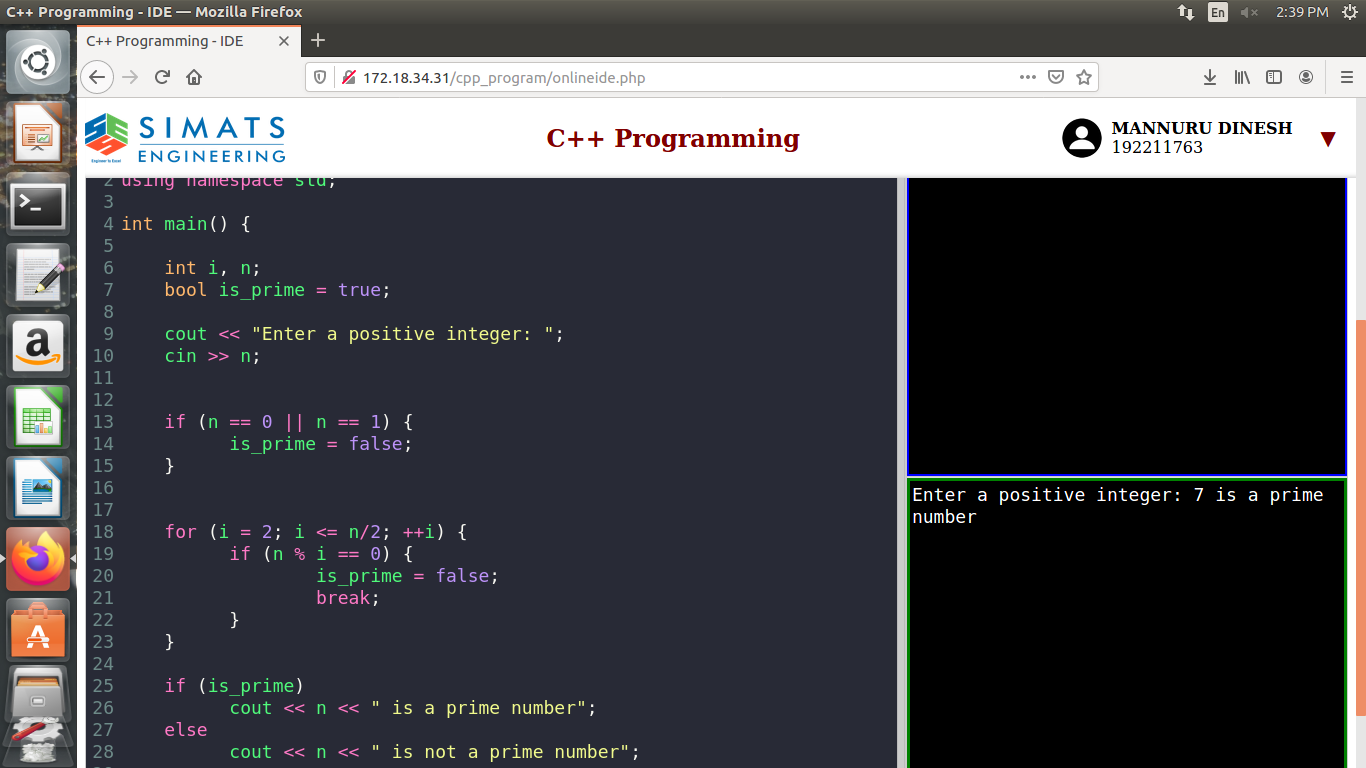 C++ Programming - IDE — Mozilla Firefox
En
2:39 PM
C++ Programming - IDE
172.18.34.31/cpp_program/onlineide.php
SIMATS
ENGINEERING
Engineer to Excel
C++ Programming
MANNURU DINESH
192211763
2 using namespace std;
3
4 int main() {
5
6     int i, n;
7     bool is_prime = true;
8
9     cout << "Enter a positive integer: ";
10     cin >> n;
11
12
13     if (n == 0 || n == 1) {
14           is_prime = false;
15     }
16
17
18     for (i = 2; i <= n/2; ++i) {
19           if (n % i == 0) {
20                   is_prime = false;
21                   break;
22           }
23     }
24
25     if (is_prime)
26           cout << n << " is a prime number";
27     else
28           cout << n << " is not a prime number";
Enter a positive integer: 7 is a prime
number